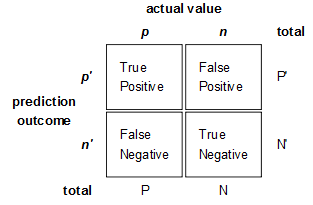 actual value
p n total
True Positive False Positive
p' P'
prediction outcome
False Negative True Negative
n' N'
total P N